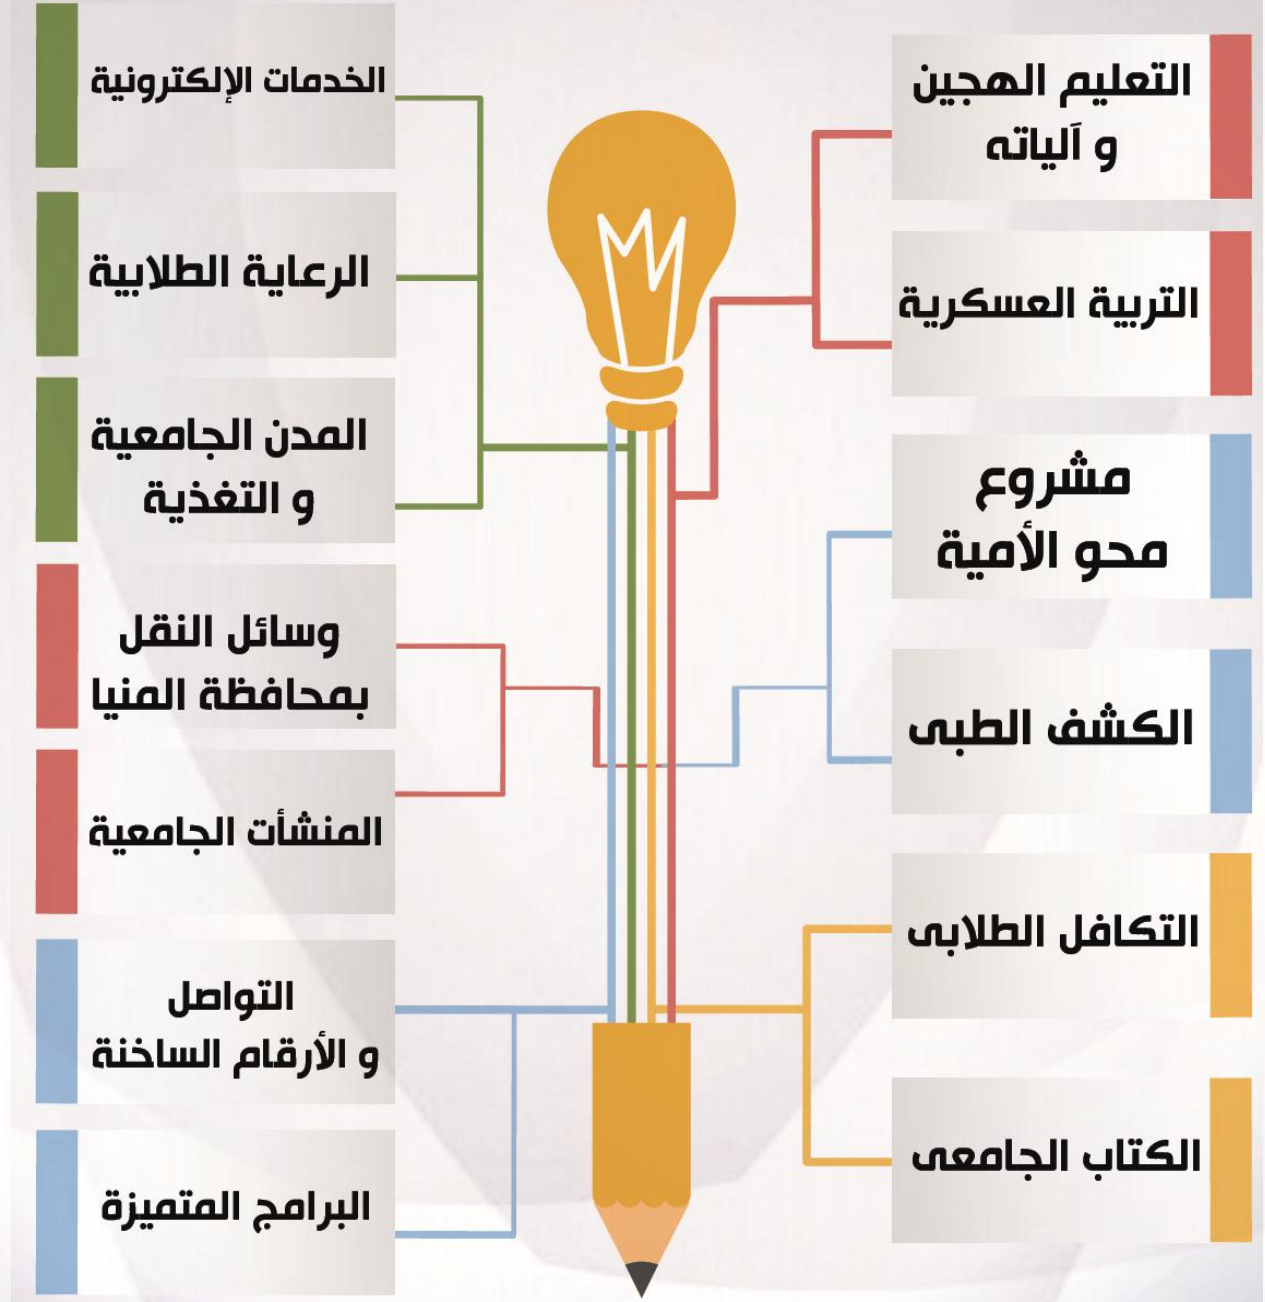 التعليم الهجين
و آلياته
التربية العسكرية
مشروع
محو الأمية
الكشف الطبى
التكافل الطلابى
الكتاب الجامعى
الخدمات الإلكترونية
الرعاية الطلابية
المدن الجامعية
و التغذية
وسائل النقل
بمحافظة المنيا
المنشأت الجامعية
التواصل
و الأرقام الساخنة
البرامج المتميزة